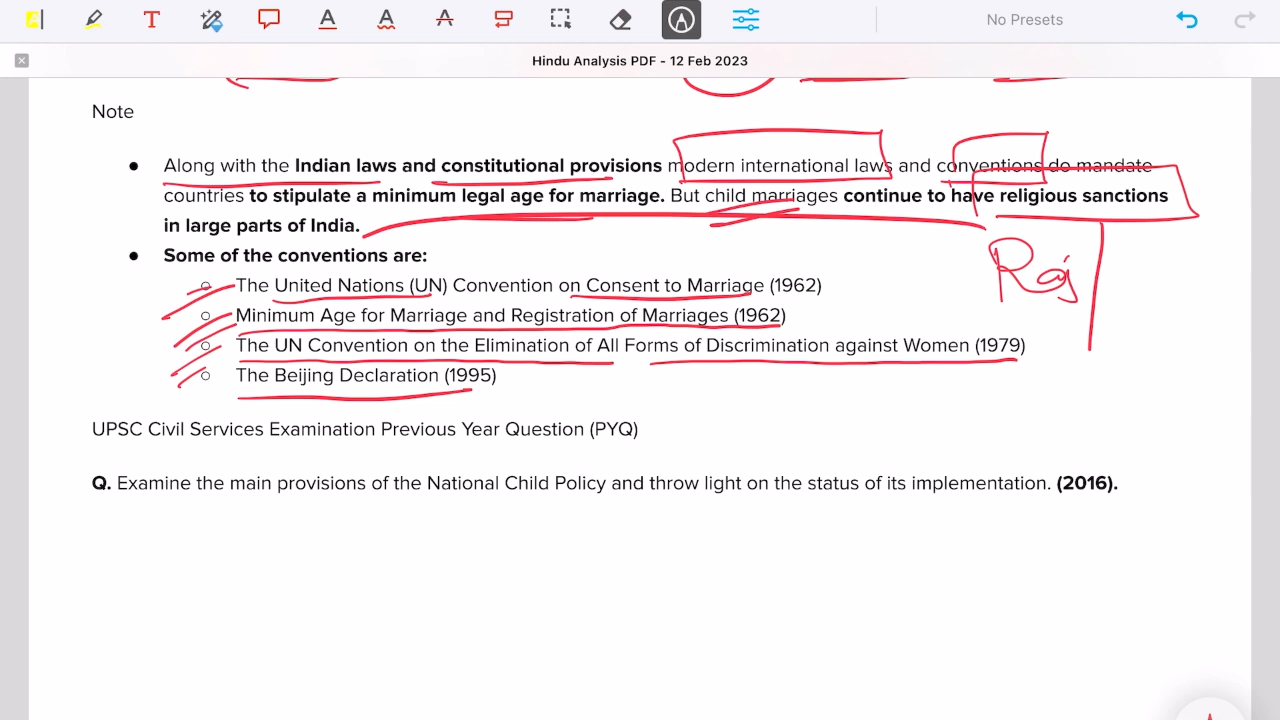 No Presets
Hindu Analysis PDF - 12 Feb 2023
Note
● Along with the Indian laws and constitutional provisions modern international laws and conventions do mandate
countries to stipulate a minimum legal age for marriage. But child marriages continue to have religious sanctions
in large parts of India.
Raj
● Some of the conventions are:
○ The United Nations (UN) Convention on Consent to Marriage (1962)
○ Minimum Age for Marriage and Registration of Marriages (1962)
○ The UN Convention on the Elimination of All Forms of Discrimination against Women (1979)
○ The Beijing Declaration (1995)
UPSC Civil Services Examination Previous Year Question (PYQ)
Q. Examine the main provisions of the National Child Policy and throw light on the status of its implementation. (2016).